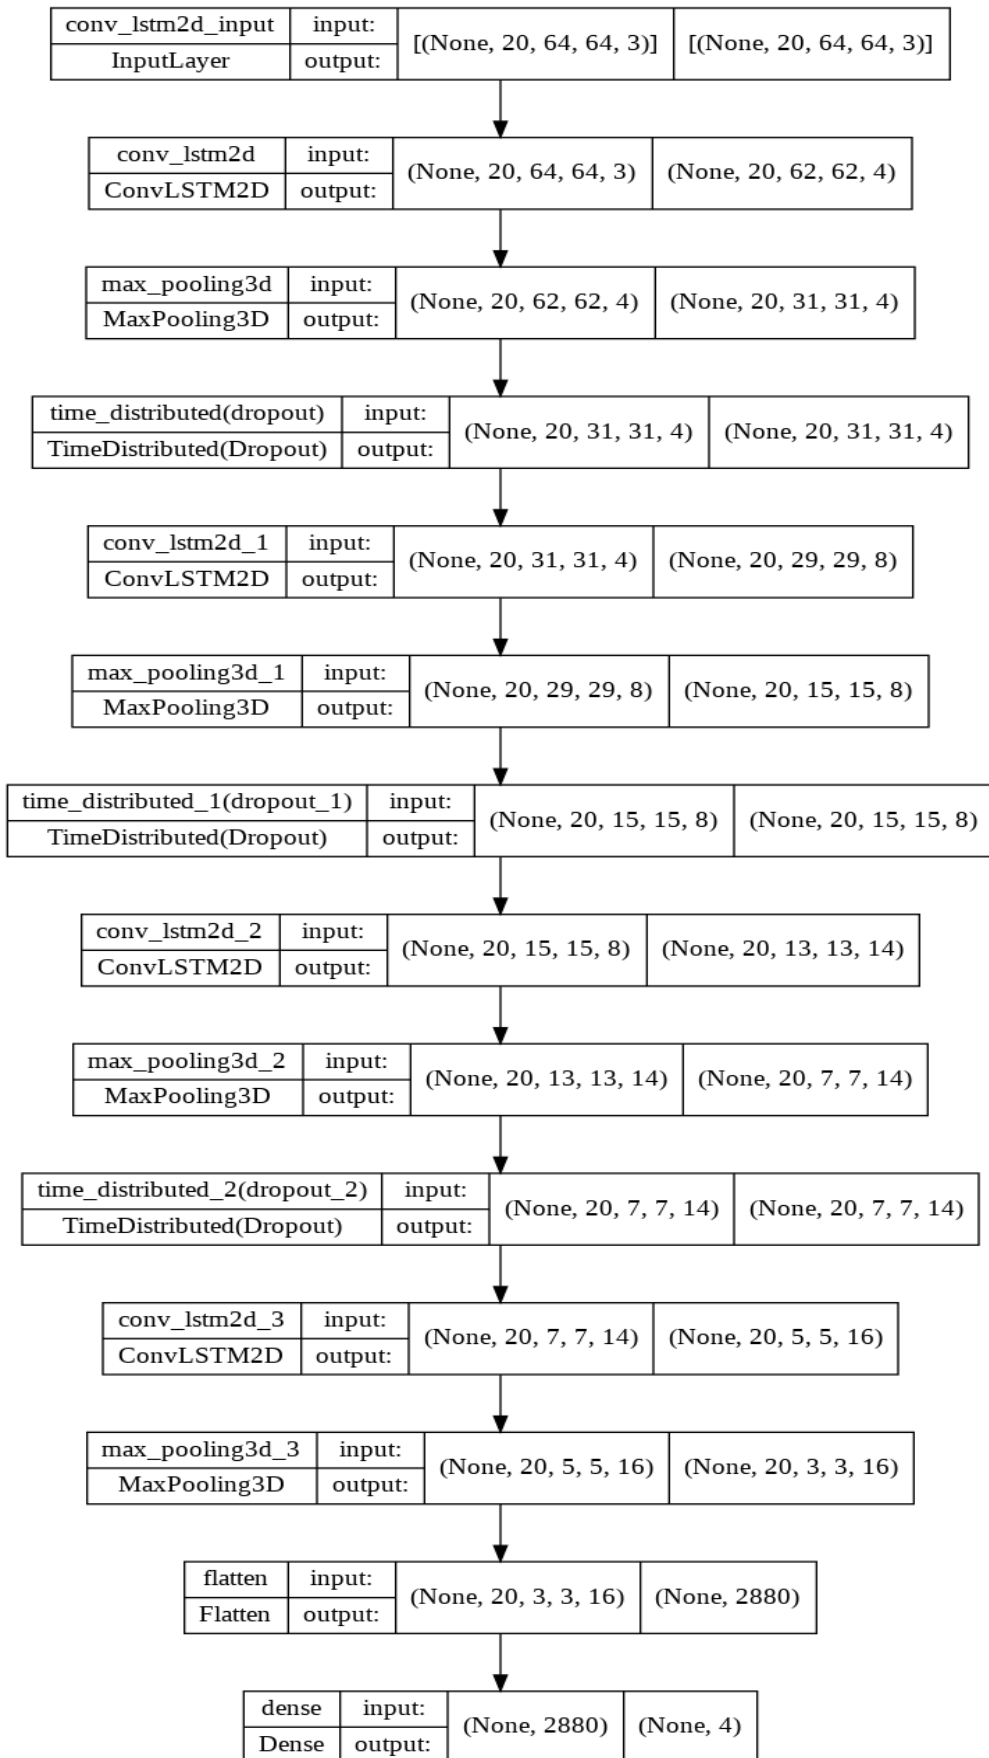 conv_lstm2d_input input: [(None, 20, 64, 64, 3)] [(None, 20, 64, 64, 3)]
InputLayer output:
conv_lstm2d input: (None, 20, 64, 64, 3) (None, 20, 62, 62, 4)
ConvLSTM2D output:
max_pooling3d input: (None, 20, 62, 62, 4) (None, 20, 31, 31, 4)
MaxPooling3D output:
time_distributed(dropout) input: (None, 20, 31, 31, 4) (None, 20, 31, 31, 4)
TimeDistributed(Dropout) output:
conv_lstm2d_1 input: (None, 20, 31, 31, 4) (None, 20, 29, 29, 8)
ConvLSTM2D output:
max_pooling3d_1 input: (None, 20, 29, 29, 8) (None, 20, 15, 15, 8)
MaxPooling3D output:
time_distributed_1(dropout_1) input: (None, 20, 15, 15, 8) (None, 20, 15, 15, 8)
TimeDistributed(Dropout) output:
conv_lstm2d_2 input: (None, 20, 15, 15, 8) (None, 20, 13, 13, 14)
ConvLSTM2D output:
max_pooling3d_2 input: (None, 20, 13, 13, 14) (None, 20, 7, 7, 14)
MaxPooling3D output:
time_distributed_2(dropout_2) input: (None, 20, 7, 7, 14) (None, 20, 7, 7, 14)
TimeDistributed(Dropout) output:
conv_lstm2d_3 input: (None, 20, 7, 7, 14) (None, 20, 5, 5, 16)
ConvLSTM2D output:
max_pooling3d_3 input: (None, 20, 5, 5, 16) (None, 20, 3, 3, 16)
MaxPooling3D output:
flatten input: (None, 20, 3, 3, 16) (None, 2880)
Flatten output:
dense input: (None, 2880) (None, 4)
Dense output: